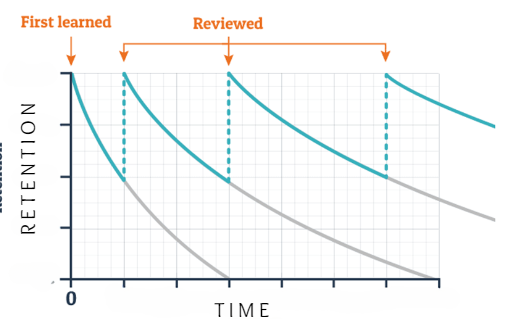 First learned
Reviewed
RETENTION
0
TIME